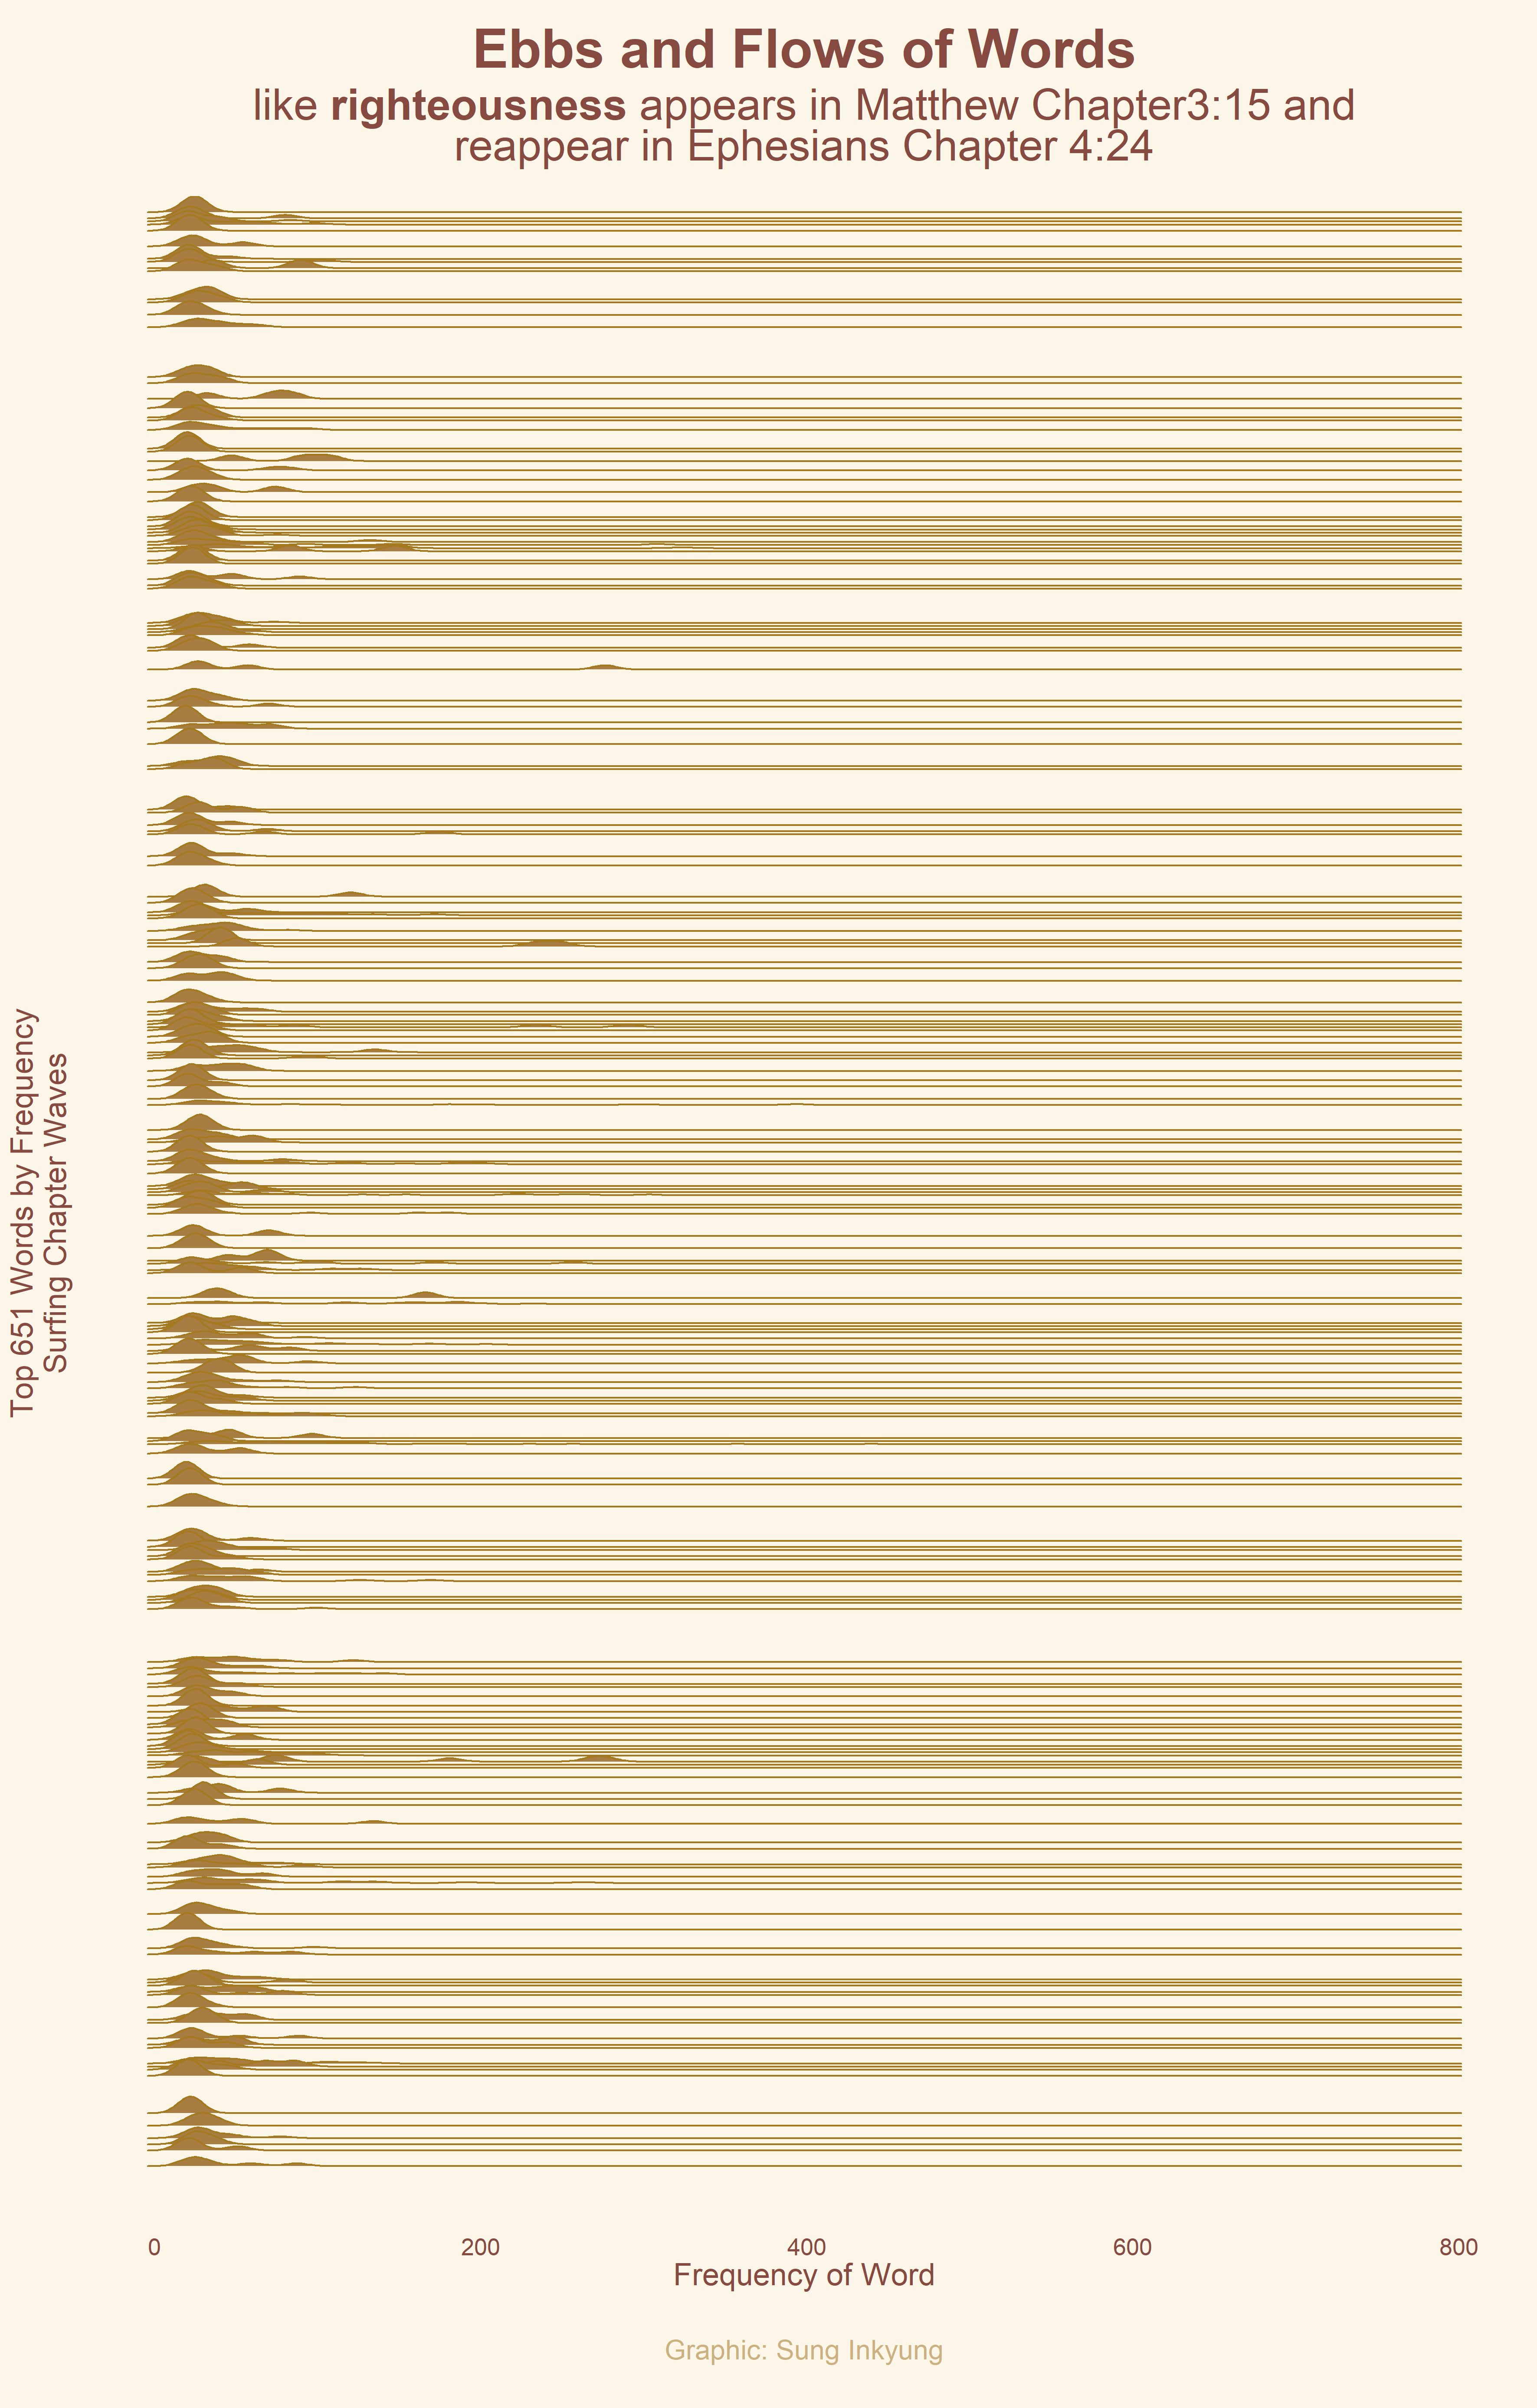 Ebbs and Flows of Words
like righteousness appears in Matthew Chapter3:15 and
reappear in Ephesians Chapter 4:24
Top 651 Words by Frequency
Surfing Chapter Waves
0 200 400 600 800
Frequency of Word
Graphic: Sung Inkyung